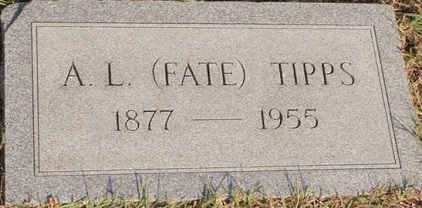 A. L. (FATE) TIPPS
1877 — 1955